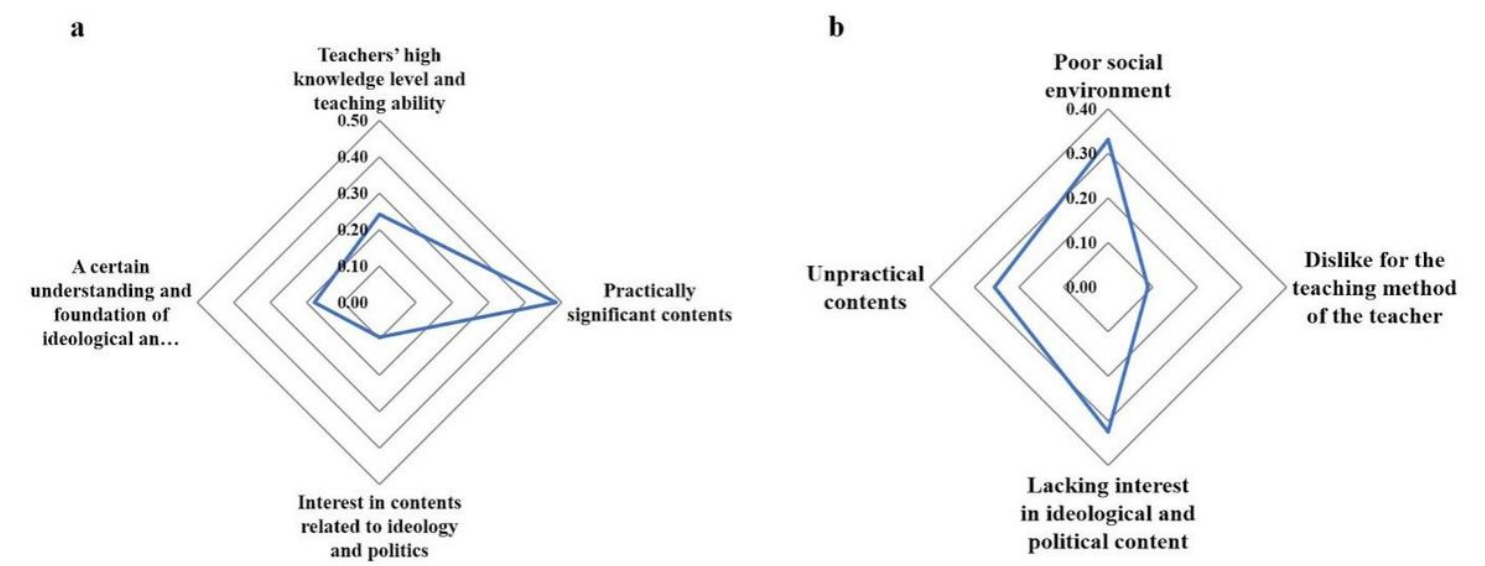 a
Teachers’ high
knowledge level and
teaching ability
0.50
0.40
0.30
0.20
0.10
0.00
A certain
understanding and
foundation of
ideological an…
Practically
significant contents
Interest in contents
related to ideology
and politics
b
Poor social
environment
0.40
0.30
0.20
0.10
0.00
Unpractical
contents
Dislike for the
teaching method
of the teacher
Lacking interest
in ideological and
political content